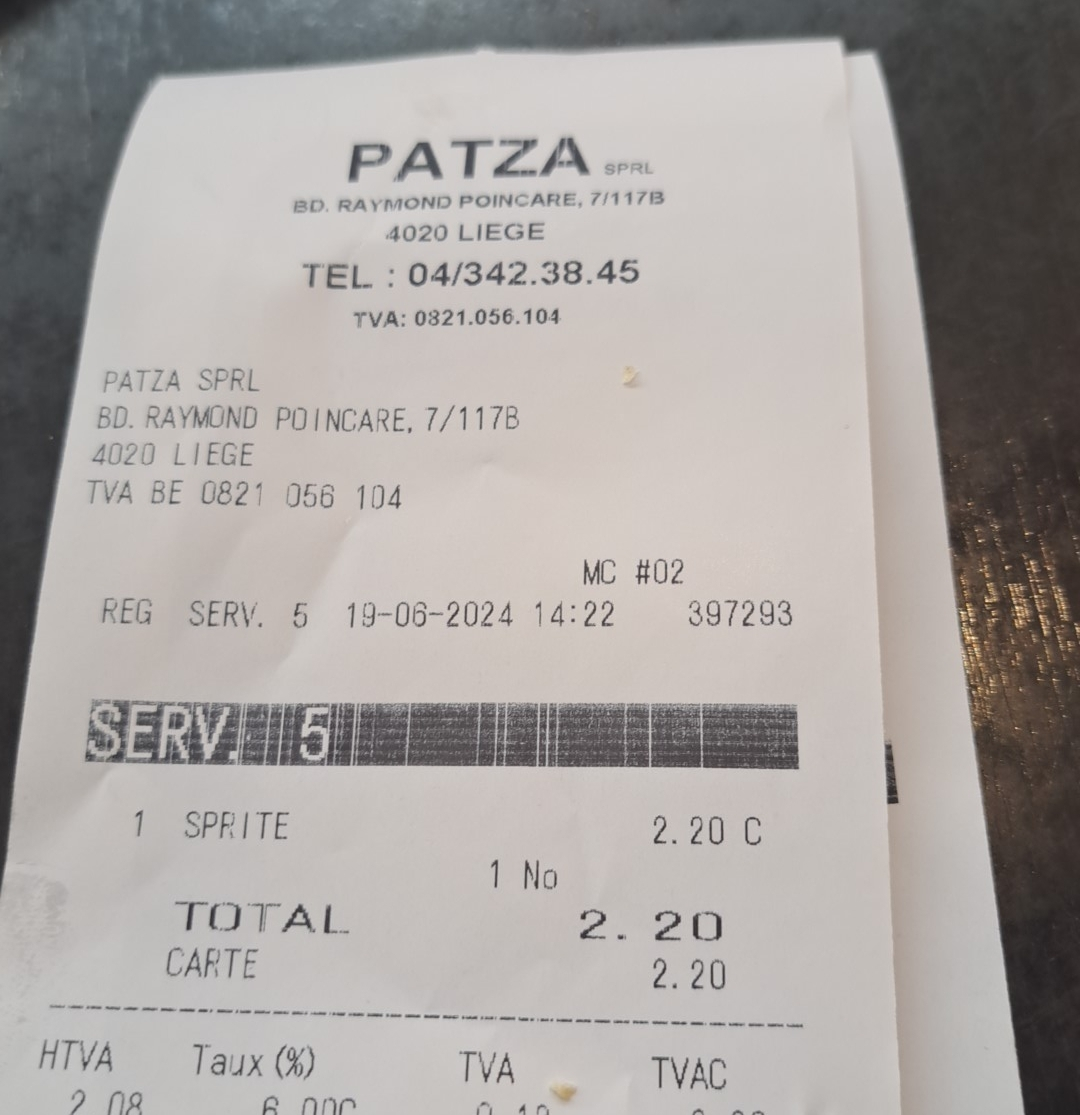 PATZA SPRL
BD. RAYMOND POINCARE, 7/117B
4020 LIEGE
TEL : 04/342.38.45
TVA: 0821.056.104
PATZA SPRL
BD. RAYMOND POINCARE, 7/117B
4020 LIEGE
TVA BE 0821 056 104
MC #02
REG SERV. 5 19-06-2024 14:22 397293
SERV. 5
1 SPRITE 2.20 C
1 No
TOTAL 2.20
CARTE 2.20
HTVA Taux (%) TVA TVAC
2.08